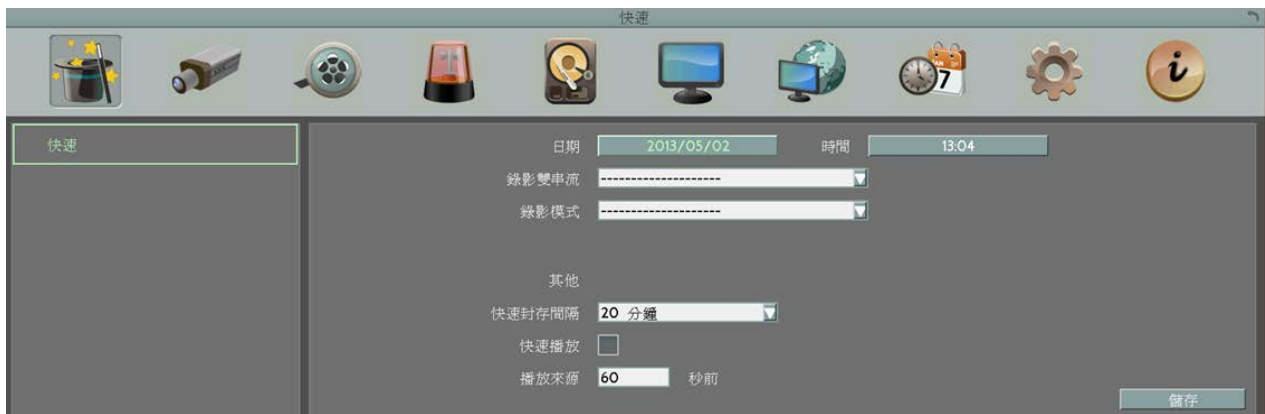 快速
快速
日期 2013/05/02 時間 13:04
錄影雙串流 --------------------
錄影模式 --------------------
其他
快速封存間隔 20 分鐘
快速播放
播放來源 60 秒前
儲存